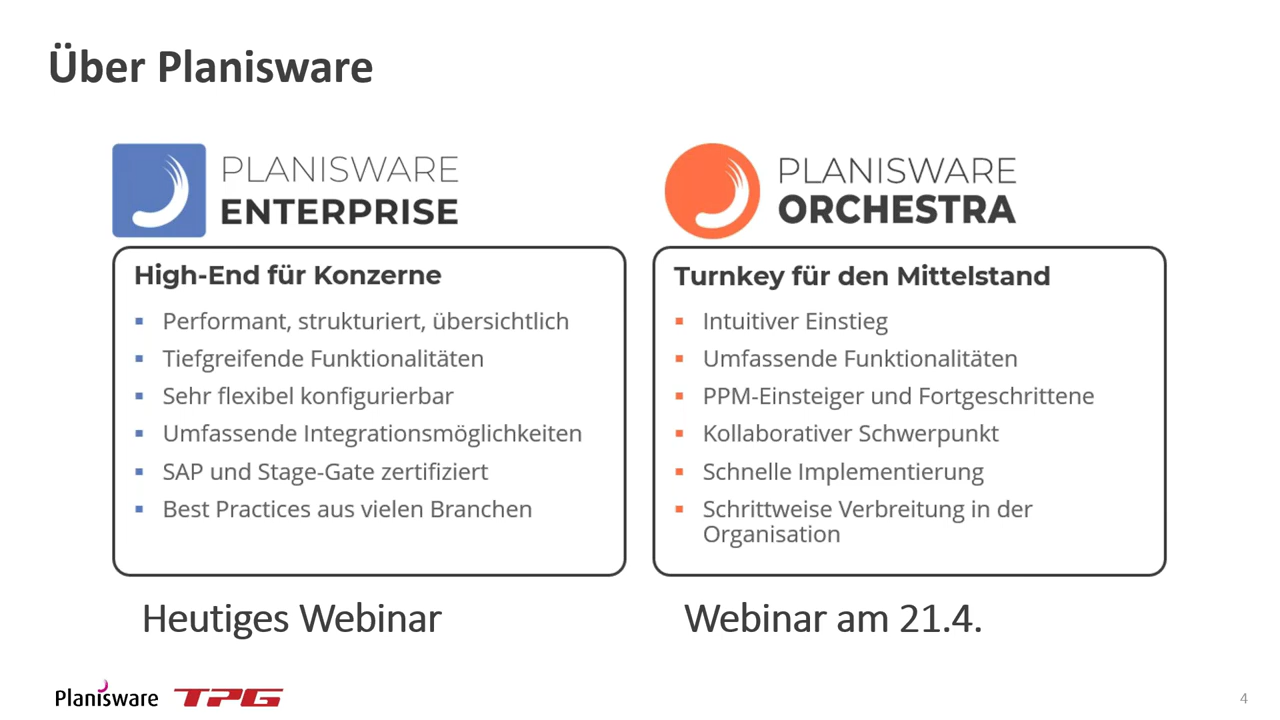 Über Planisware
PLANISWARE
ENTERPRISE
High-End für Konzerne
Performant, strukturiert, übersichtlich
Tiefgreifende Funktionalitäten
Sehr flexibel konfigurierbar
Umfassende Integrationsmöglichkeiten
SAP und Stage-Gate zertifiziert
Best Practices aus vielen Branchen
Heutiges Webinar
PLANISWARE
ORCHESTRA
Turnkey für den Mittelstand
Intuitiver Einstieg
Umfassende Funktionalitäten
PPM-Einsteiger und Fortgeschrittene
Kollaborativer Schwerpunkt
Schnelle Implementierung
Schrittweise Verbreitung in der
Organisation
Webinar am 21.4.
Planisware TPG
4